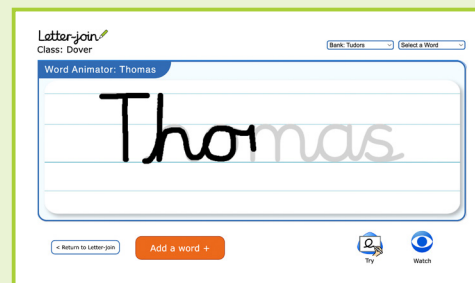 Letter-join
Class: Dover
Bank: Tudors
Select a Word
Word Animator: Thomas
Thomas
< Return to Letter-join
Add a word +
Try
Watch